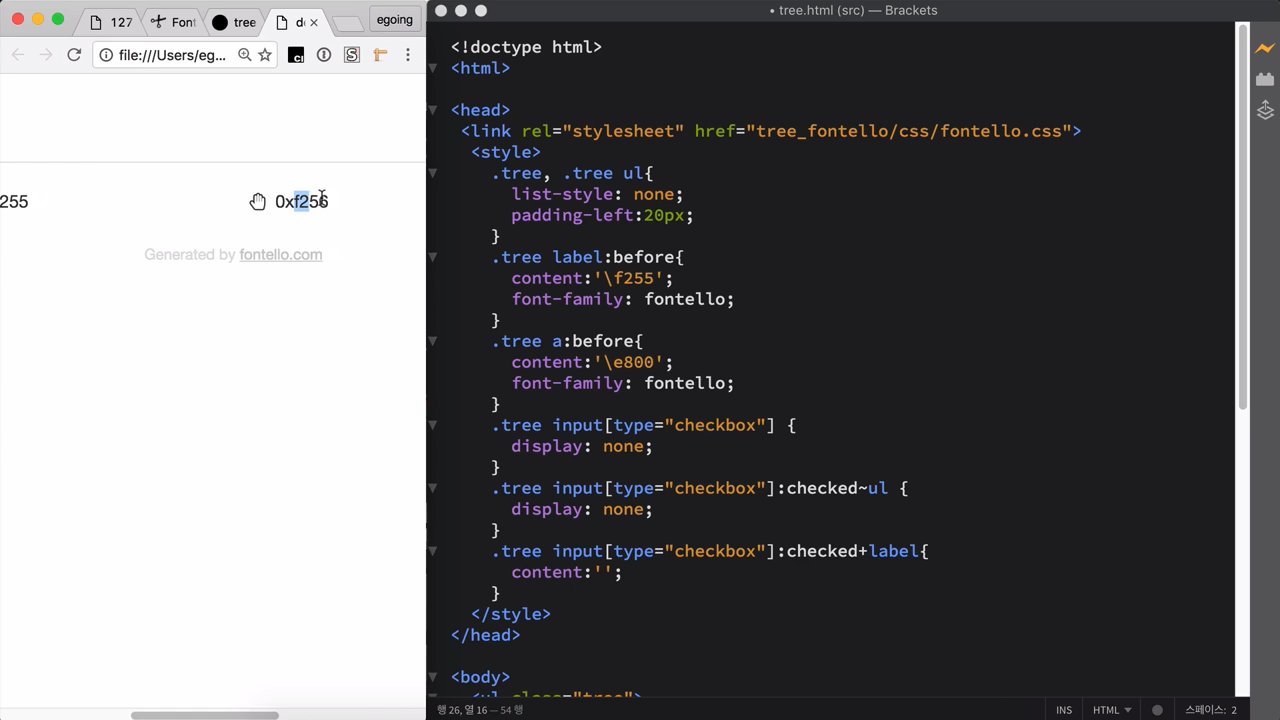 127
Font
tree
de
egoing
file:///Users/eg...
255
0xf256
Generated by fontello.com
• tree.html (src) — Brackets
<!doctype html>
<html>
<head>
<link rel="stylesheet" href="tree_fontello/css/fontello.css">
<style>
.tree, .tree ul{
list-style: none;
padding-left:20px;
}
.tree label:before{
content:'\f255';
font-family: fontello;
}
.tree a:before{
content:'\e800';
font-family: fontello;
}
.tree input[type="checkbox"] {
display: none;
}
.tree input[type="checkbox"]:checked~ul {
display: none;
}
.tree input[type="checkbox"]:checked+label{
content:'';
}
</style>
</head>
<body>
<ul class="tree">
행 26, 열 16 — 54 행
INS
HTML
스페이스: 2